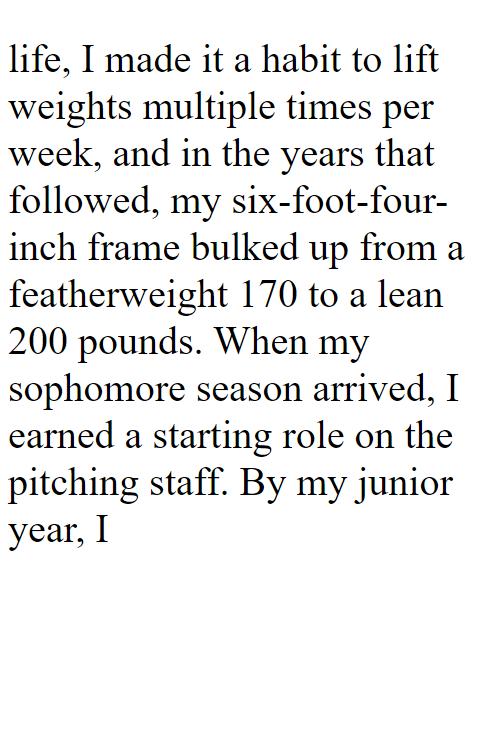 life, I made it a habit to lift
weights multiple times per
week, and in the years that
followed, my six-foot-four-
inch frame bulked up from a
featherweight 170 to a lean
200 pounds. When my
sophomore season arrived, I
earned a starting role on the
pitching staff. By my junior
year, I